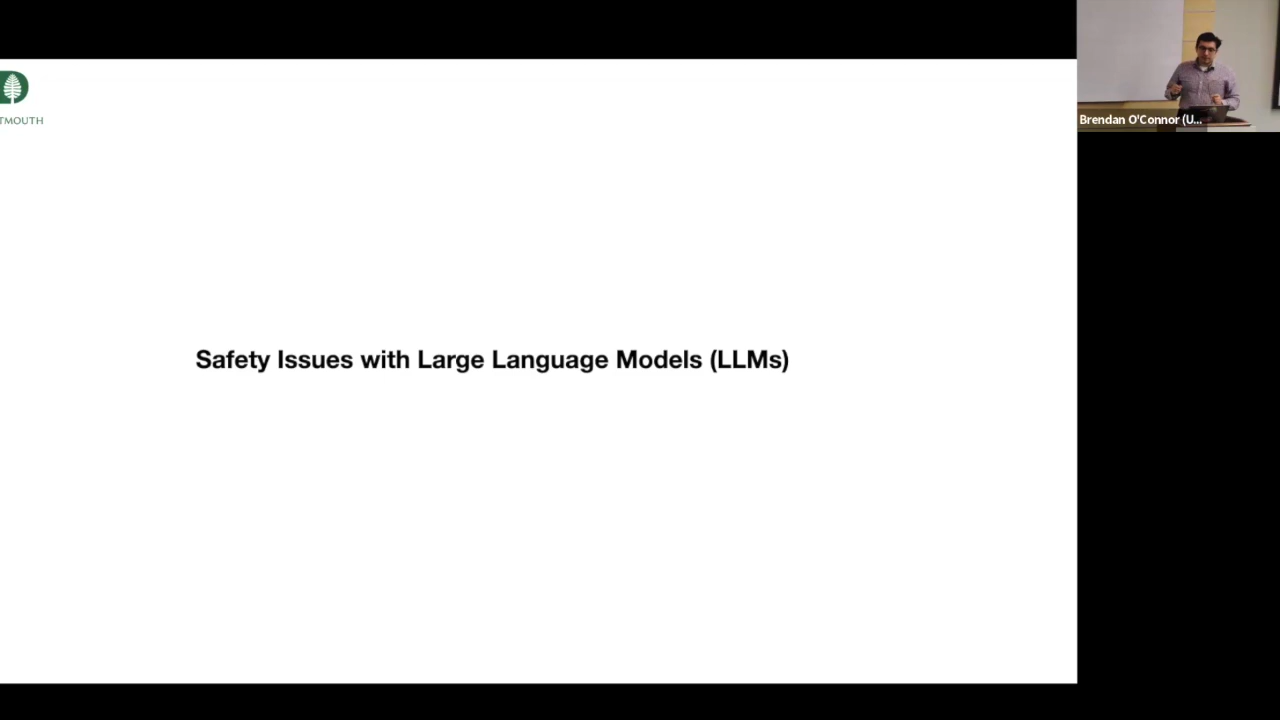 TMOUTH
Brendan O'Connor (U...
Safety Issues with Large Language Models (LLMs)